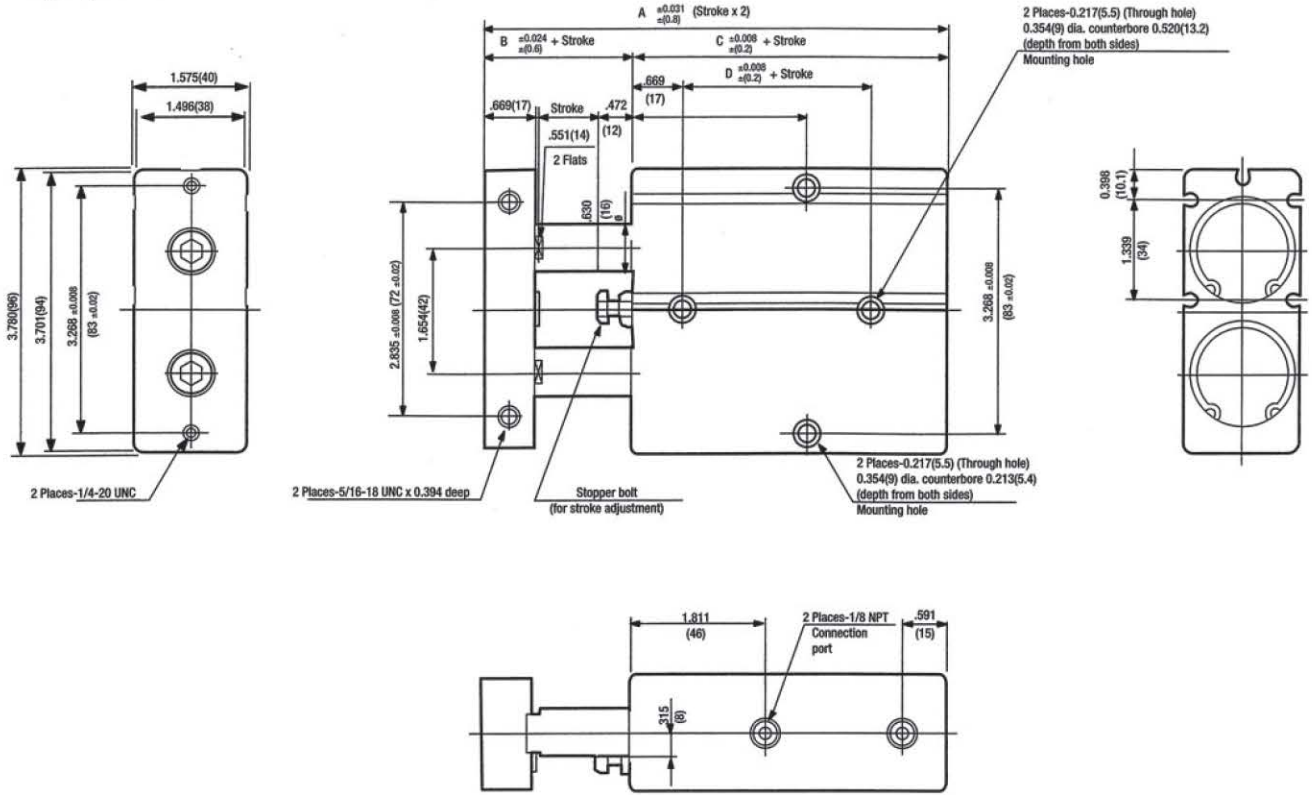 A ±0.031 (Stroke x 2)
±(0.8)
B ±0.024 + Stroke
±(0.6)
C ±0.008 + Stroke
±(0.2)
D ±0.008 + Stroke
±(0.2)
2 Places-0.217(5.5) (Through hole)
0.354(9) dia. counterbore 0.520(13.2)
(depth from both sides)
Mounting hole
1.575(40)
1.496(38)
.669(17)
Stroke
.472
(12)
.669
(17)
.551(14)
2 Flats
.630
(16)
ø
3.780(96)
3.701(94)
3.268 ±0.008
(83 ±0.02)
2.835 ±0.008 (72 ±0.02)
1.654(42)
3.268 ±0.008
(83 ±0.02)
0.398
(10.1)
1.339
(34)
2 Places-1/4-20 UNC
2 Places-5/16-18 UNC x 0.394 deep
Stopper bolt
(for stroke adjustment)
2 Places-0.217(5.5) (Through hole)
0.354(9) dia. counterbore 0.213(5.4)
(depth from both sides)
Mounting hole
1.811
(46)
2 Places-1/8 NPT
Connection
port
.591
(15)
.315
(8)